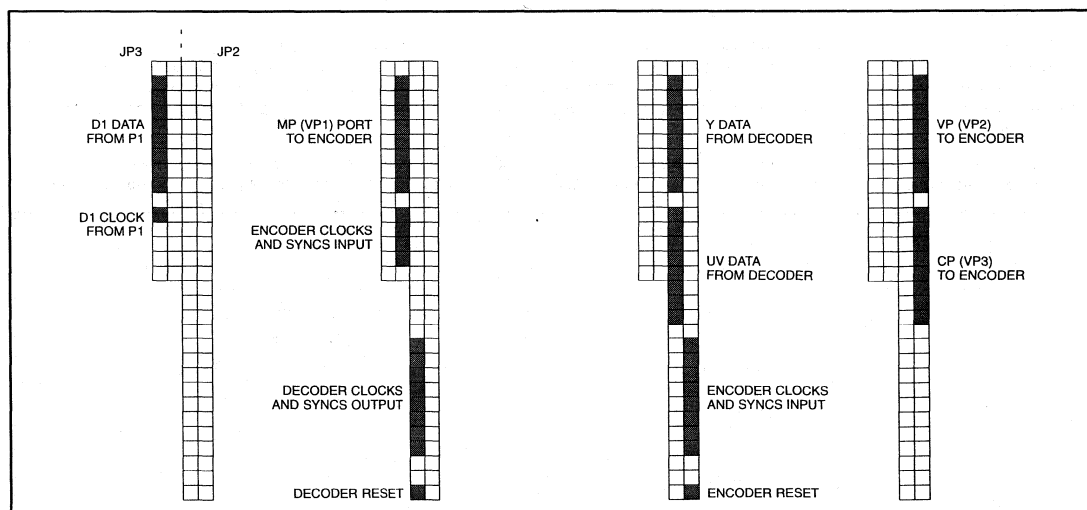 JP3 JP2
D1 DATA
FROM P1
D1 CLOCK
FROM P1
MP (VP1) PORT
TO ENCODER
ENCODER CLOCKS
AND SYNCS INPUT
DECODER CLOCKS
AND SYNCS OUTPUT
DECODER RESET
Y DATA
FROM DECODER
UV DATA
FROM DECODER
ENCODER CLOCKS
AND SYNCS INPUT
ENCODER RESET
VP (VP2)
TO ENCODER
CP (VP3)
TO ENCODER